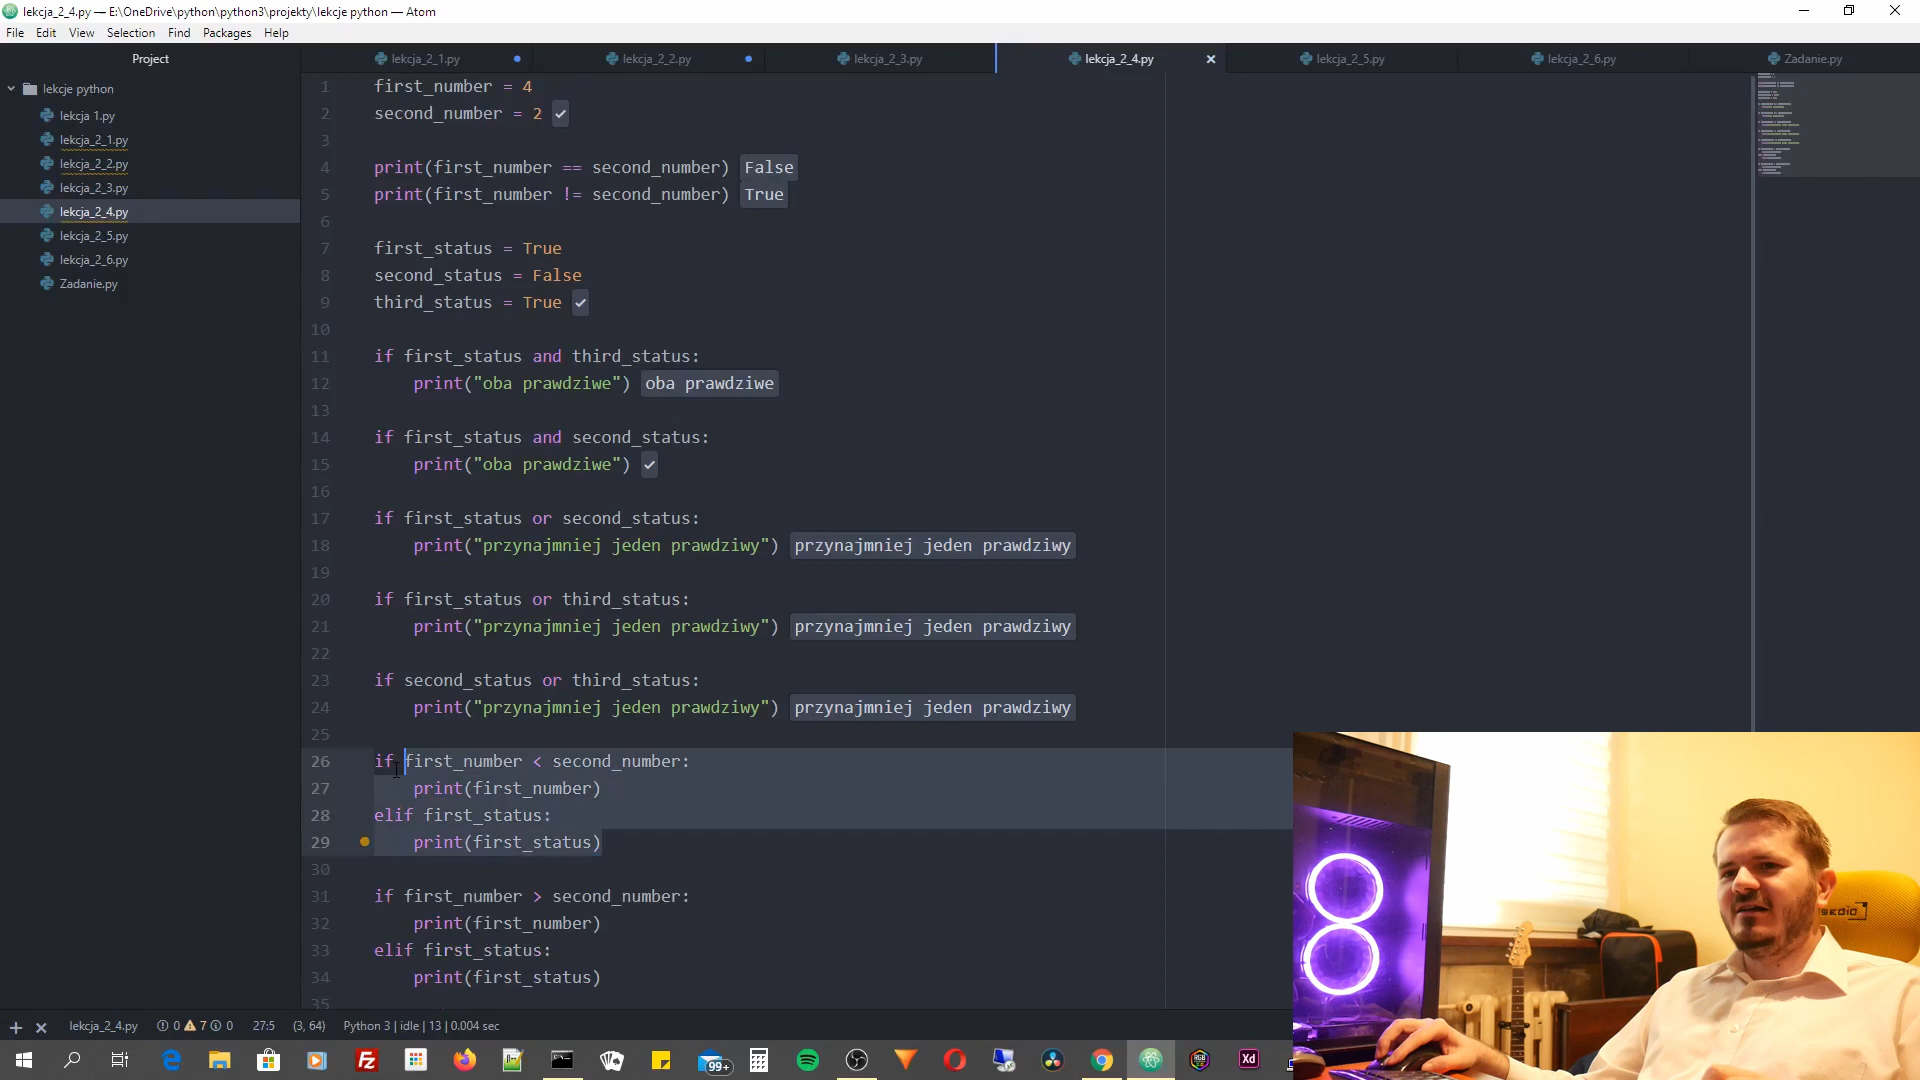 lekcja_2_4.py — E:\OneDrive\python\python3\projekty\lekcje python — Atom
File Edit View Selection Find Packages Help
Project
lekcja_2_1.py lekcja_2_2.py lekcja_2_3.py lekcja_2_4.py lekcja_2_5.py lekcja_2_6.py Zadanie.py
lekcje python
lekcja 1.py
lekcja_2_1.py
lekcja_2_2.py
lekcja_2_3.py
lekcja_2_4.py
lekcja_2_5.py
lekcja_2_6.py
Zadanie.py
1 first_number = 4
2 second_number = 2 ✓
3
4 print(first_number == second_number) False
5 print(first_number != second_number) True
6
7 first_status = True
8 second_status = False
9 third_status = True ✓
10
11 if first_status and third_status:
12 print("oba prawdziwe") oba prawdziwe
13
14 if first_status and second_status:
15 print("oba prawdziwe") ✓
16
17 if first_status or second_status:
18 print("przynajmniej jeden prawdziwy") przynajmniej jeden prawdziwy
19
20 if first_status or third_status:
21 print("przynajmniej jeden prawdziwy") przynajmniej jeden prawdziwy
22
23 if second_status or third_status:
24 print("przynajmniej jeden prawdziwy") przynajmniej jeden prawdziwy
25
26 if first_number < second_number:
27 print(first_number)
28 elif first_status:
29 print(first_status)
30
31 if first_number > second_number:
32 print(first_number)
33 elif first_status:
34 print(first_status)
35
lekcja_2_4.py 0 7 0 27:5 (3, 64) Python 3 | idle | 13 | 0.004 sec
99+
Xd